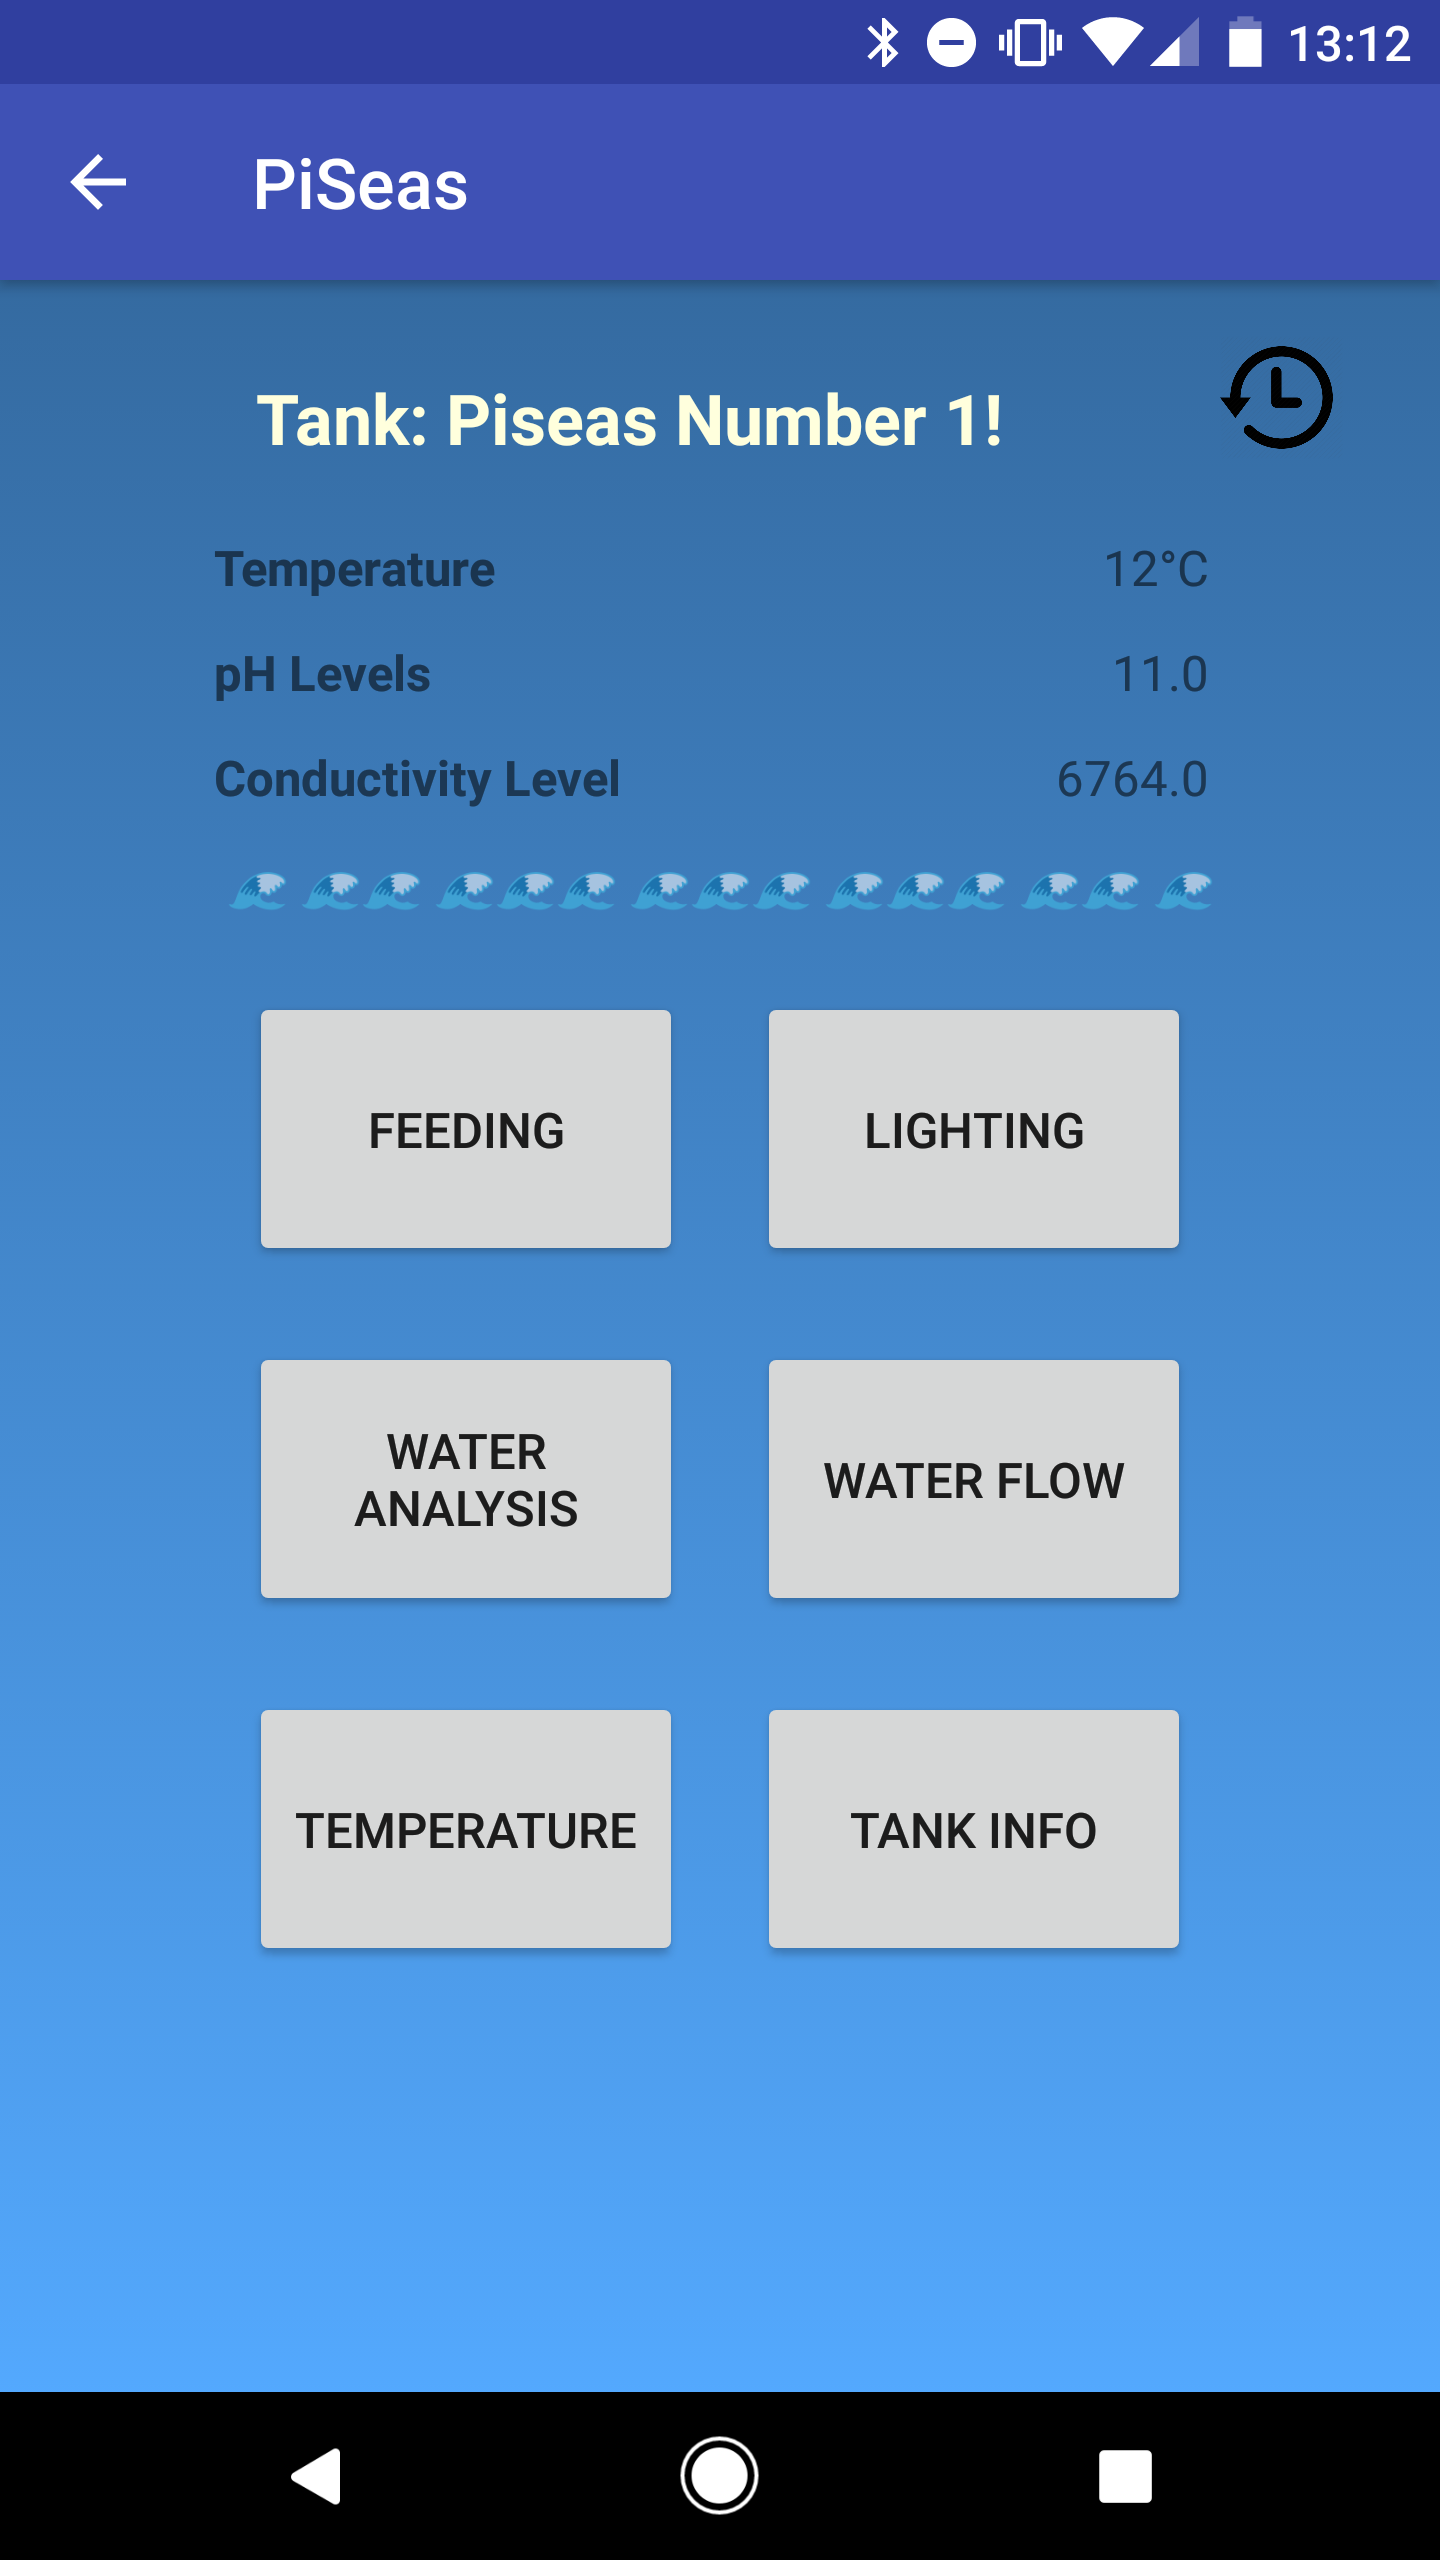 13:12
PiSeas
Tank: Piseas Number 1!
Temperature 12°C
pH Levels 11.0
Conductivity Level 6764.0
🌊 🌊🌊 🌊🌊🌊 🌊🌊🌊 🌊🌊🌊 🌊🌊 🌊
FEEDING LIGHTING
WATER
ANALYSIS
WATER FLOW
TEMPERATURE TANK INFO